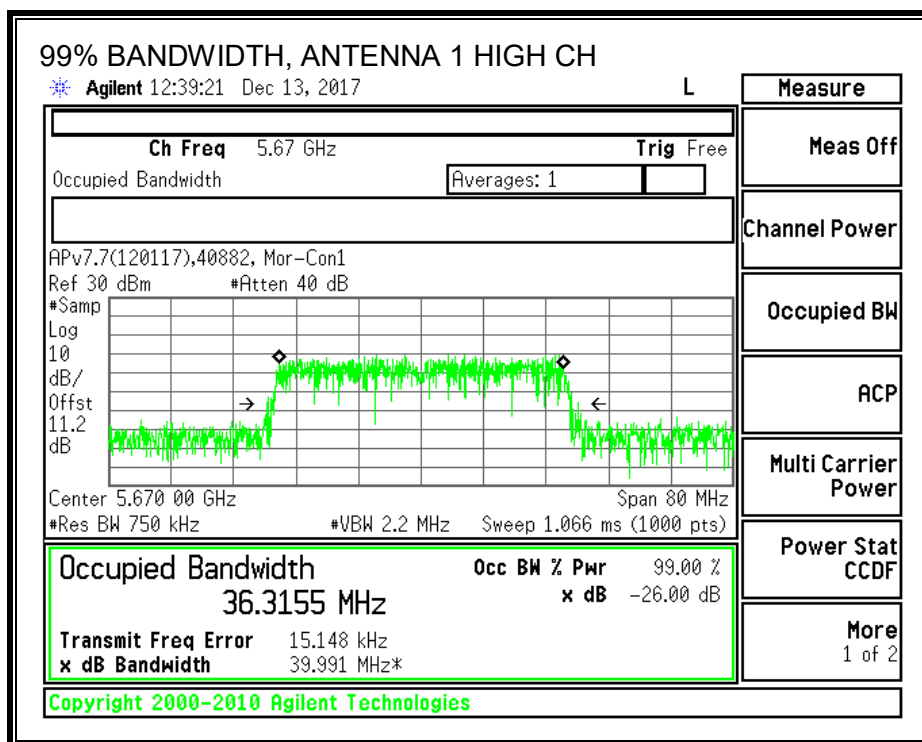 99% BANDWIDTH, ANTENNA 1 HIGH CH
Agilent 12:39:21 Dec 13, 2017 L
Measure
Ch Freq 5.67 GHz Trig Free
Meas Off
Occupied Bandwidth Averages: 1
Channel Power
APv7.7(120117),40882, Mor-Con1
Ref 30 dBm #Atten 40 dB
#Samp
Log
10
dB/
Offst
11.2
dB
Occupied BW
ACP
Multi Carrier
Power
Center 5.670 00 GHz Span 80 MHz
#Res BW 750 kHz #VBW 2.2 MHz Sweep 1.066 ms (1000 pts)
Power Stat
CCDF
Occupied Bandwidth Occ BW % Pwr 99.00 %
36.3155 MHz x dB -26.00 dB
Transmit Freq Error 15.148 kHz
x dB Bandwidth 39.991 MHz*
More
1 of 2
Copyright 2000-2010 Agilent Technologies